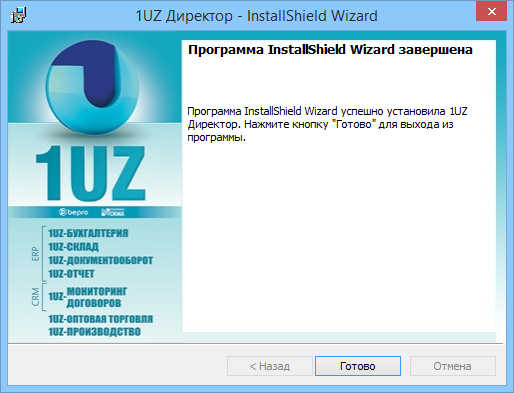 1UZ Директор - InstallShield Wizard
Программа InstallShield Wizard завершена
Программа InstallShield Wizard успешно установила 1UZ
Директор. Нажмите кнопку "Готово" для выхода из
программы.
1UZ
bepro
ERP
1UZ-БУХГАЛТЕРИЯ
1UZ-СКЛАД
1UZ-ДОКУМЕНТООБОРОТ
1UZ-ОТЧЕТ
CRM
1UZ-МОНИТОРИНГ
ДОГОВОРОВ
1UZ-ОПТОВАЯ ТОРГОВЛЯ
1UZ-ПРОИЗВОДСТВО
< Назад
Готово
Отмена